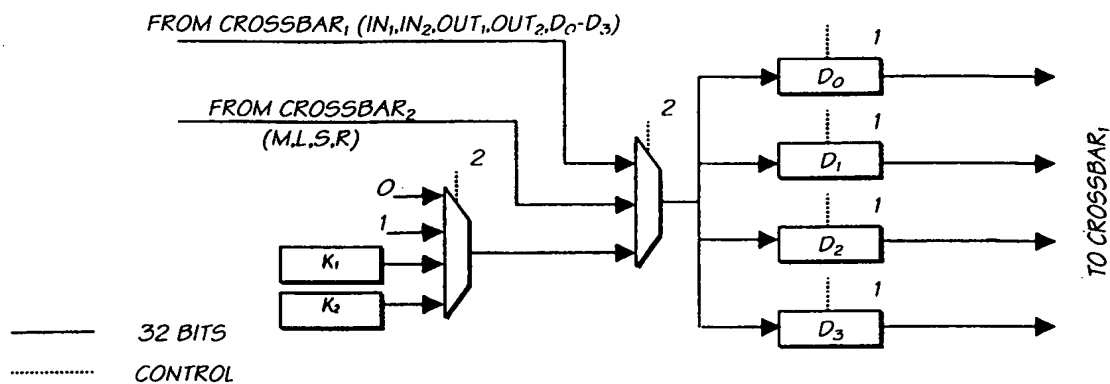 FROM CROSSBAR₁ (IN₁,IN₂,OUT₁,OUT₂,D₀-D₃)
FROM CROSSBAR₂
(M,L,S,R)
2
0
1
K₁
K₂
2
1
D₀
1
D₁
1
D₂
1
D₃
TO CROSSBAR₁
32 BITS
CONTROL